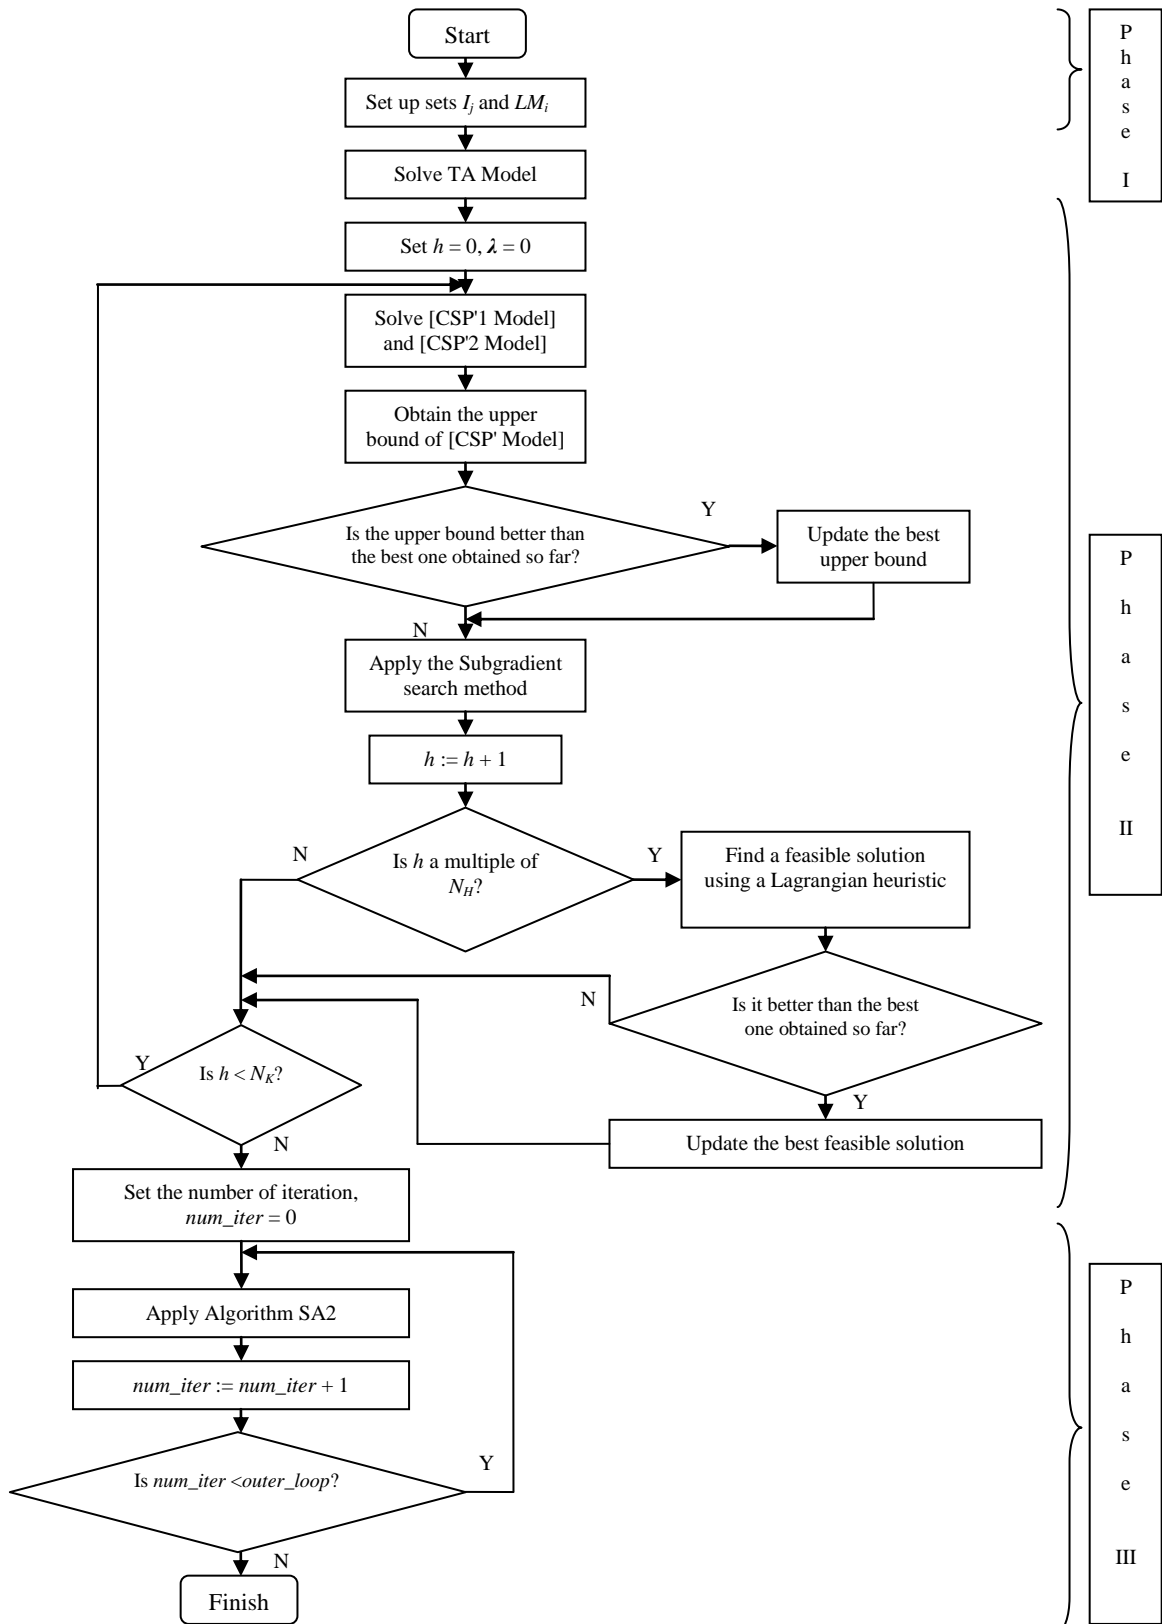 Start
Set up sets I_j and LM_i
Solve TA Model
Set h = 0, λ = 0
Solve [CSP'1 Model]
and [CSP'2 Model]
Obtain the upper
bound of [CSP' Model]
Is the upper bound better than
the best one obtained so far?
Y
Update the best
upper bound
N
Apply the Subgradient
search method
h := h + 1
Is h a multiple of
N_H?
N
Y
Find a feasible solution
using a Lagrangian heuristic
Is it better than the best
one obtained so far?
N
Y
Update the best feasible solution
Is h < N_K?
Y
N
Set the number of iteration,
num_iter = 0
Apply Algorithm SA2
num_iter := num_iter + 1
Is num_iter <outer_loop?
Y
N
Finish
P
h
a
s
e
I
P
h
a
s
e
II
P
h
a
s
e
III